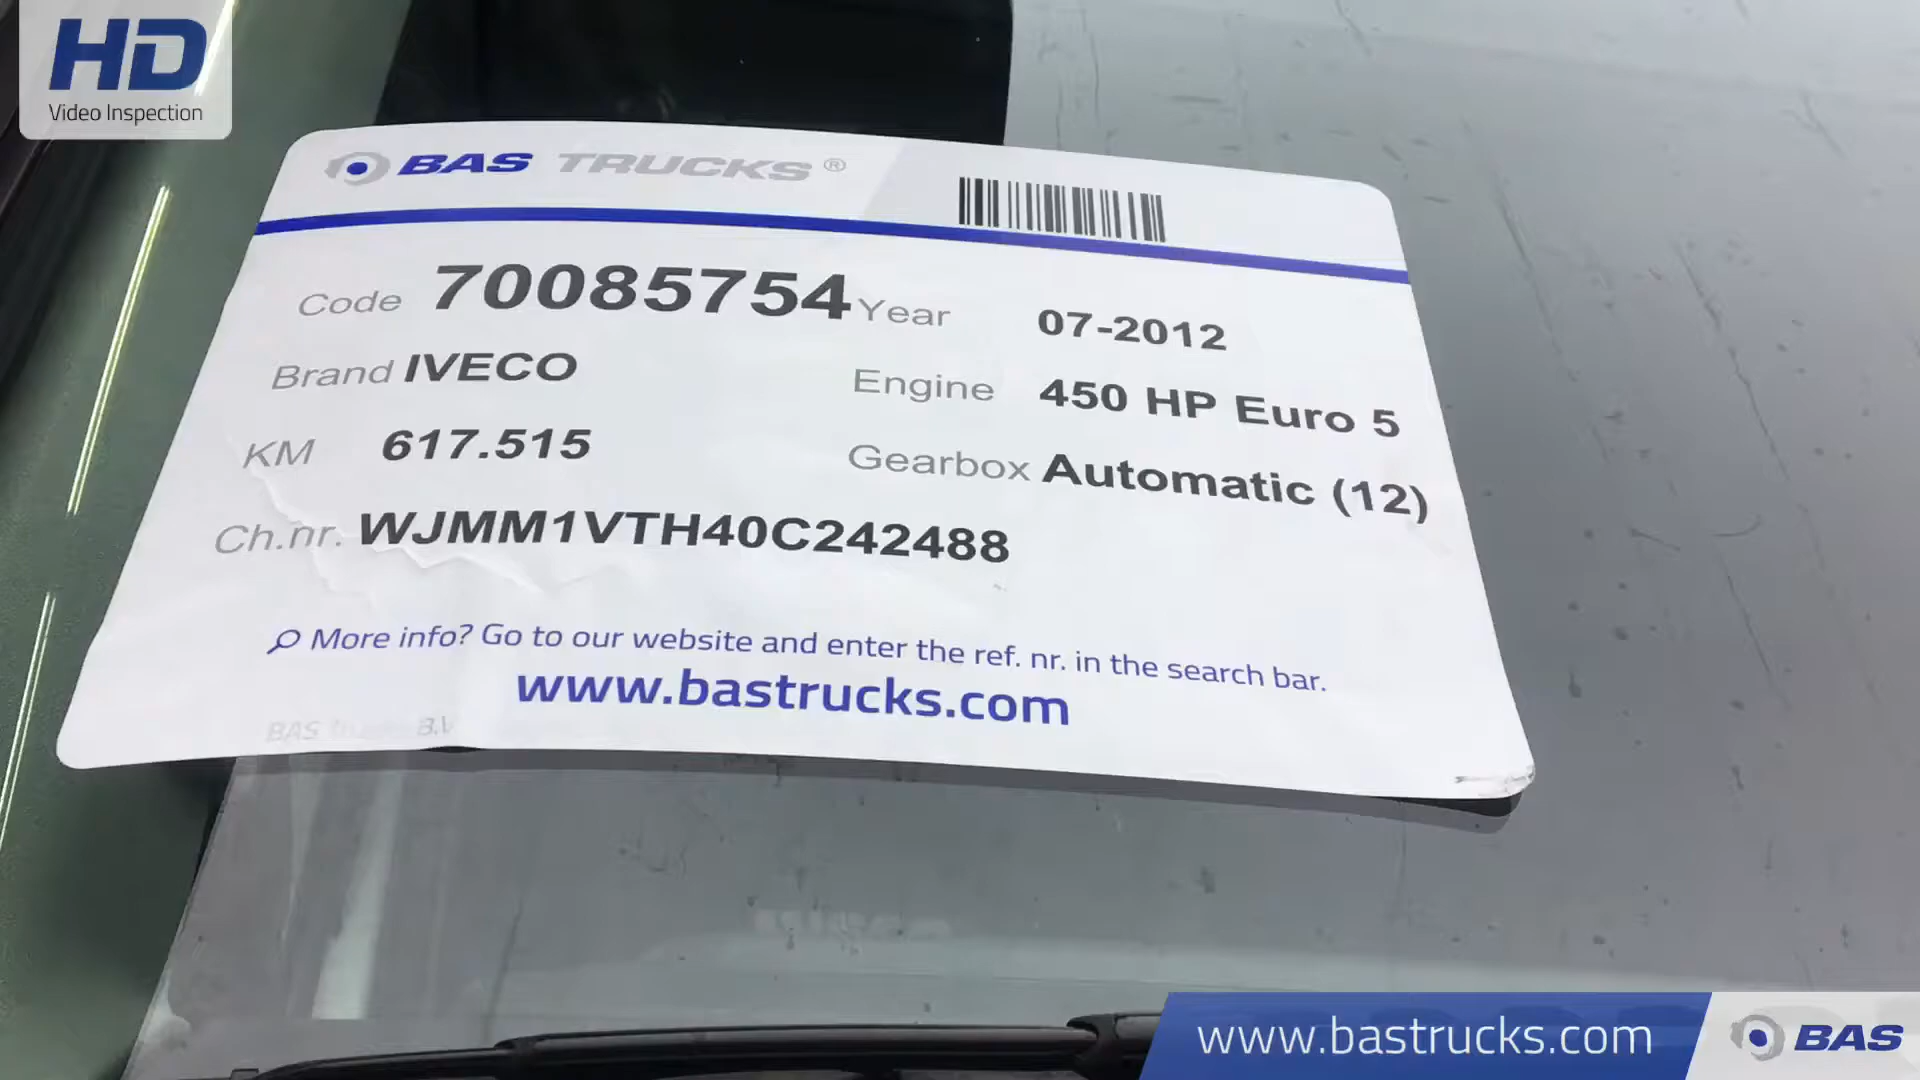 HD
Video Inspection
BAS TRUCKS®
Code 70085754 Year 07-2012
Brand IVECO Engine 450 HP Euro 5
KM 617.515 Gearbox Automatic (12)
Ch.nr. WJMM1VTH40C242488
More info? Go to our website and enter the ref. nr. in the search bar.
www.bastrucks.com
BAS B.V
www.bastrucks.com BAS